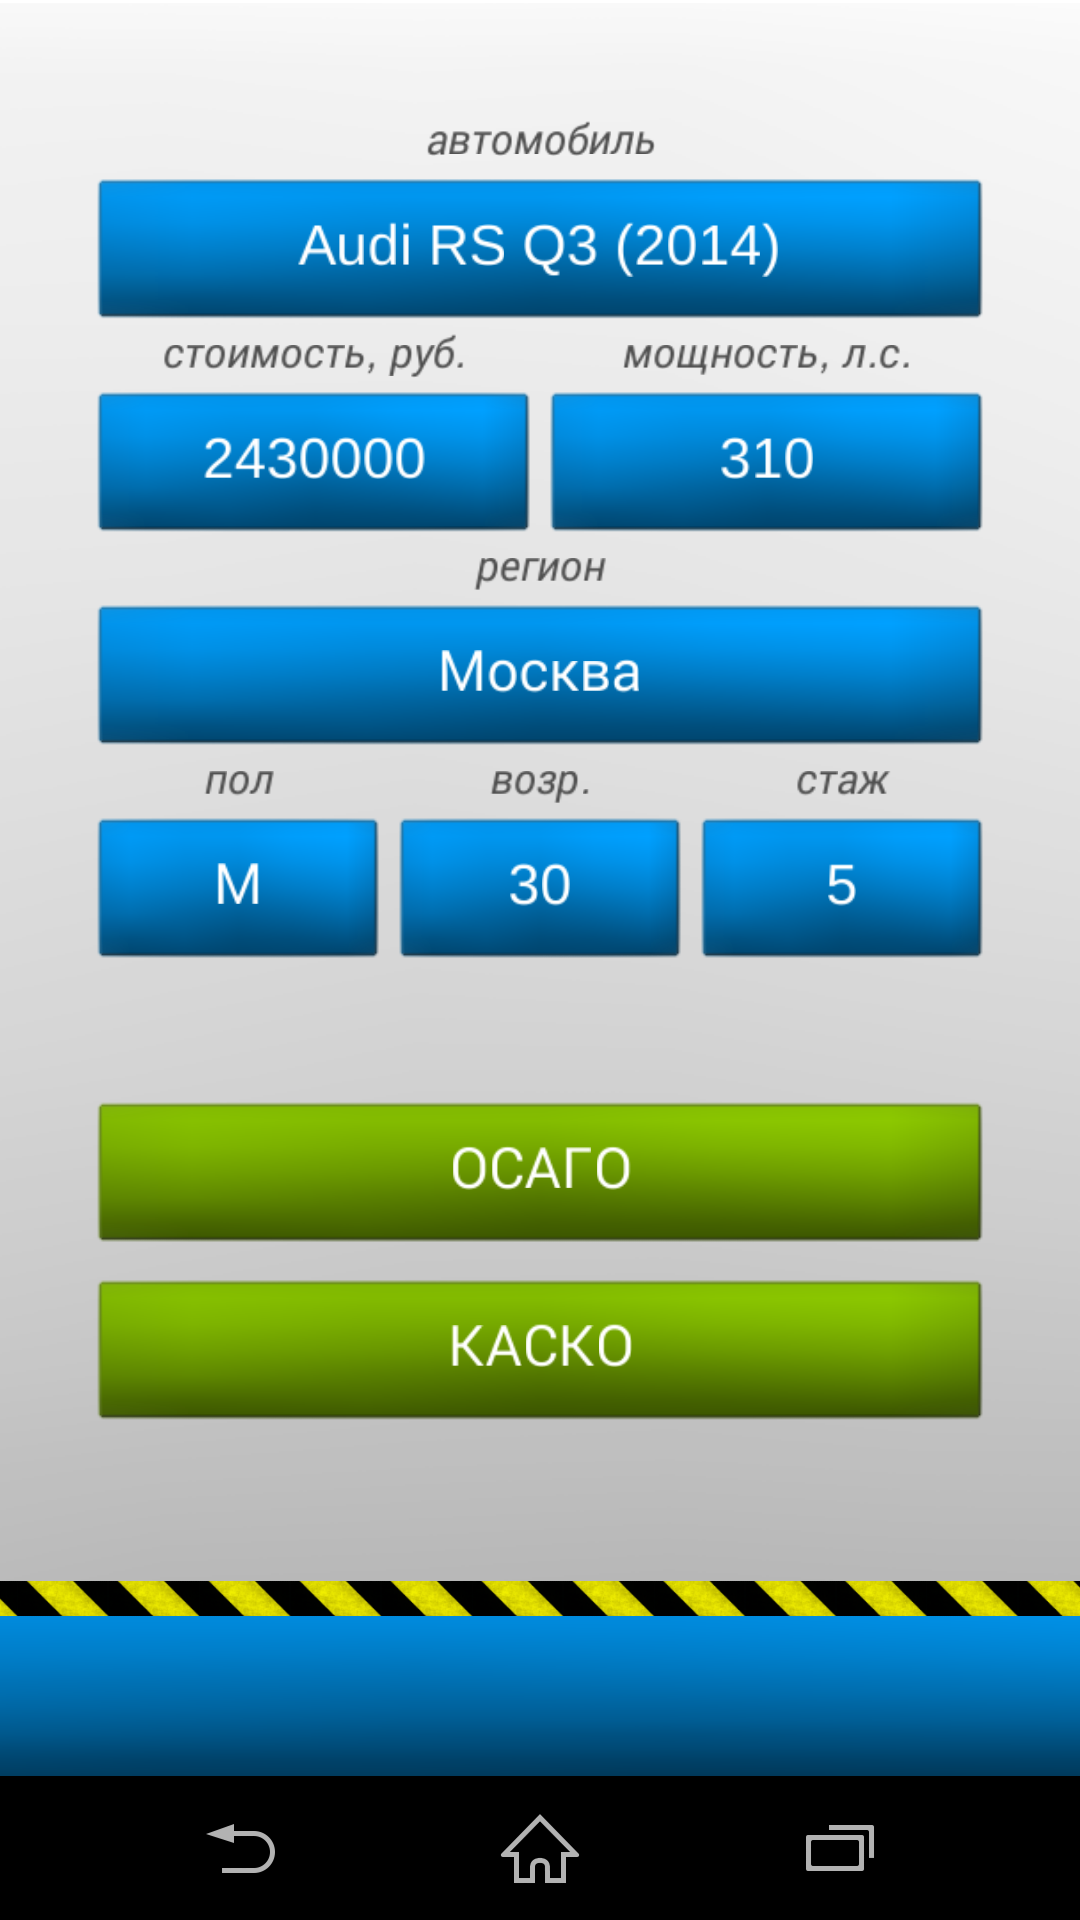 автомобиль
Audi RS Q3 (2014)
стоимость, руб. мощность, л.с.
2430000 310
регион
Москва
пол возр. стаж
М 30 5
ОСАГО
КАСКО